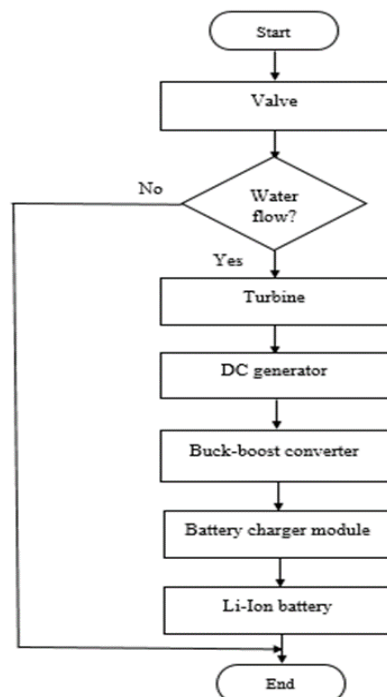 Start
Valve
No
Water
flow?
Yes
Turbine
DC generator
Buck-boost converter
Battery charger module
Li-Ion battery
End